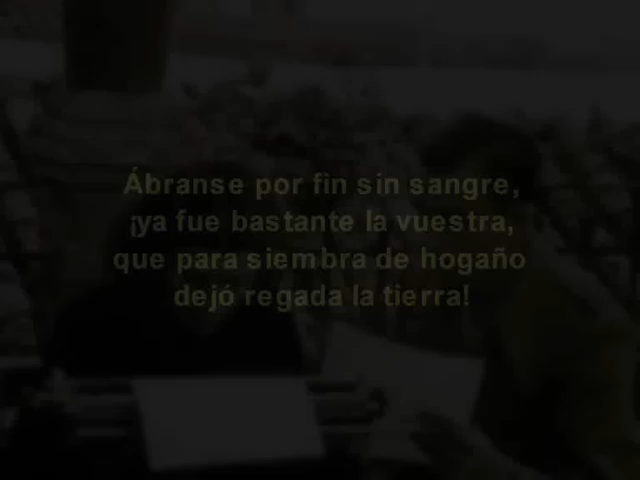 Ábranse por fin sin sangre,
¡ya fue bastante la vuestra,
que para siembra de hogaño
dejó regada la tierra!